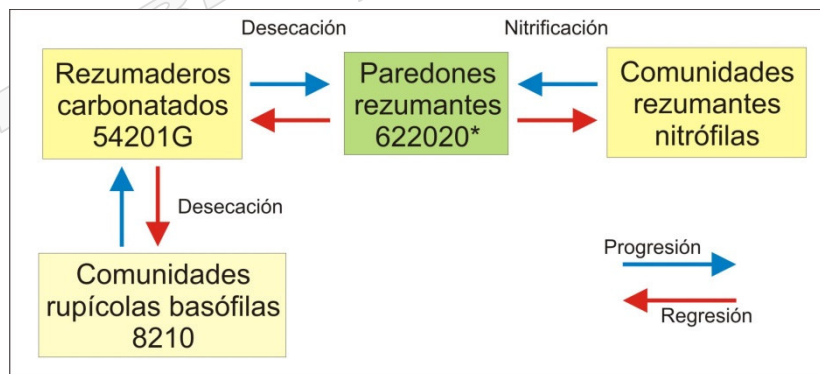 Desecación
Nitrificación
Rezumaderos
carbonatados
54201G
Paredones
rezumantes
622020*
Comunidades
rezumantes
nitrófilas
Desecación
Comunidades
rupícolas basófilas
8210
Progresión
Regresión